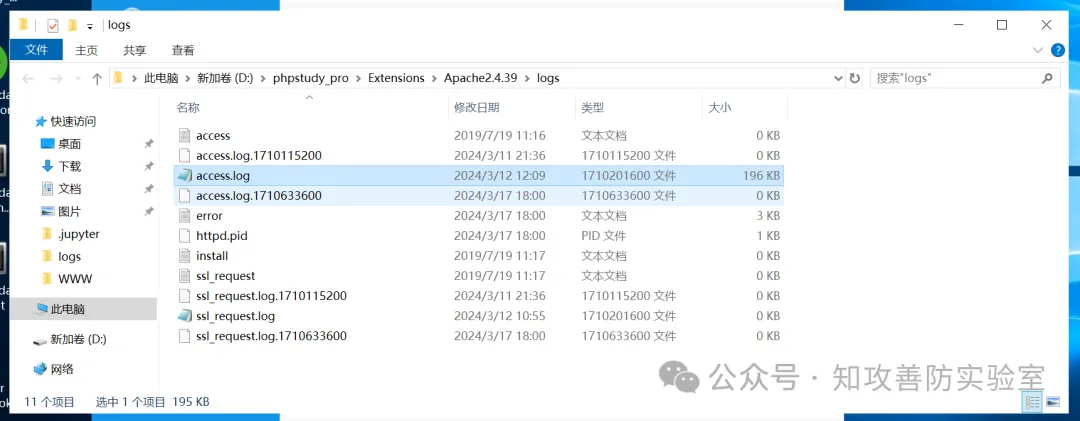 logs
文件 主页 共享 查看
此电脑 新加卷 (D:) phpstudy_pro Extensions Apache2.4.39 logs 搜索"logs"
快速访问
桌面
下载
文档
图片
.jupyter
logs
WWW
此电脑
新加卷 (D:)
网络
名称 修改日期 类型 大小
access 2019/7/19 11:16 文本文档 0 KB
access.log.1710115200 2024/3/11 21:36 1710115200 文件 0 KB
access.log 2024/3/12 12:09 1710201600 文件 196 KB
access.log.1710633600 2024/3/17 18:00 1710633600 文件 0 KB
error 2024/3/17 18:00 文本文档 3 KB
httpd.pid 2024/3/17 18:00 PID 文件 1 KB
install 2019/7/19 11:17 文本文档 0 KB
ssl_request 2019/7/19 11:17 文本文档 0 KB
ssl_request.log.1710115200 2024/3/11 21:36 1710115200 文件 0 KB
ssl_request.log 2024/3/12 10:55 1710201600 文件 0 KB
ssl_request.log.1710633600 2024/3/17 18:00 1710633600 文件 0 KB
公众号 · 知攻善防实验室
11 个项目 选中 1 个项目 195 KB